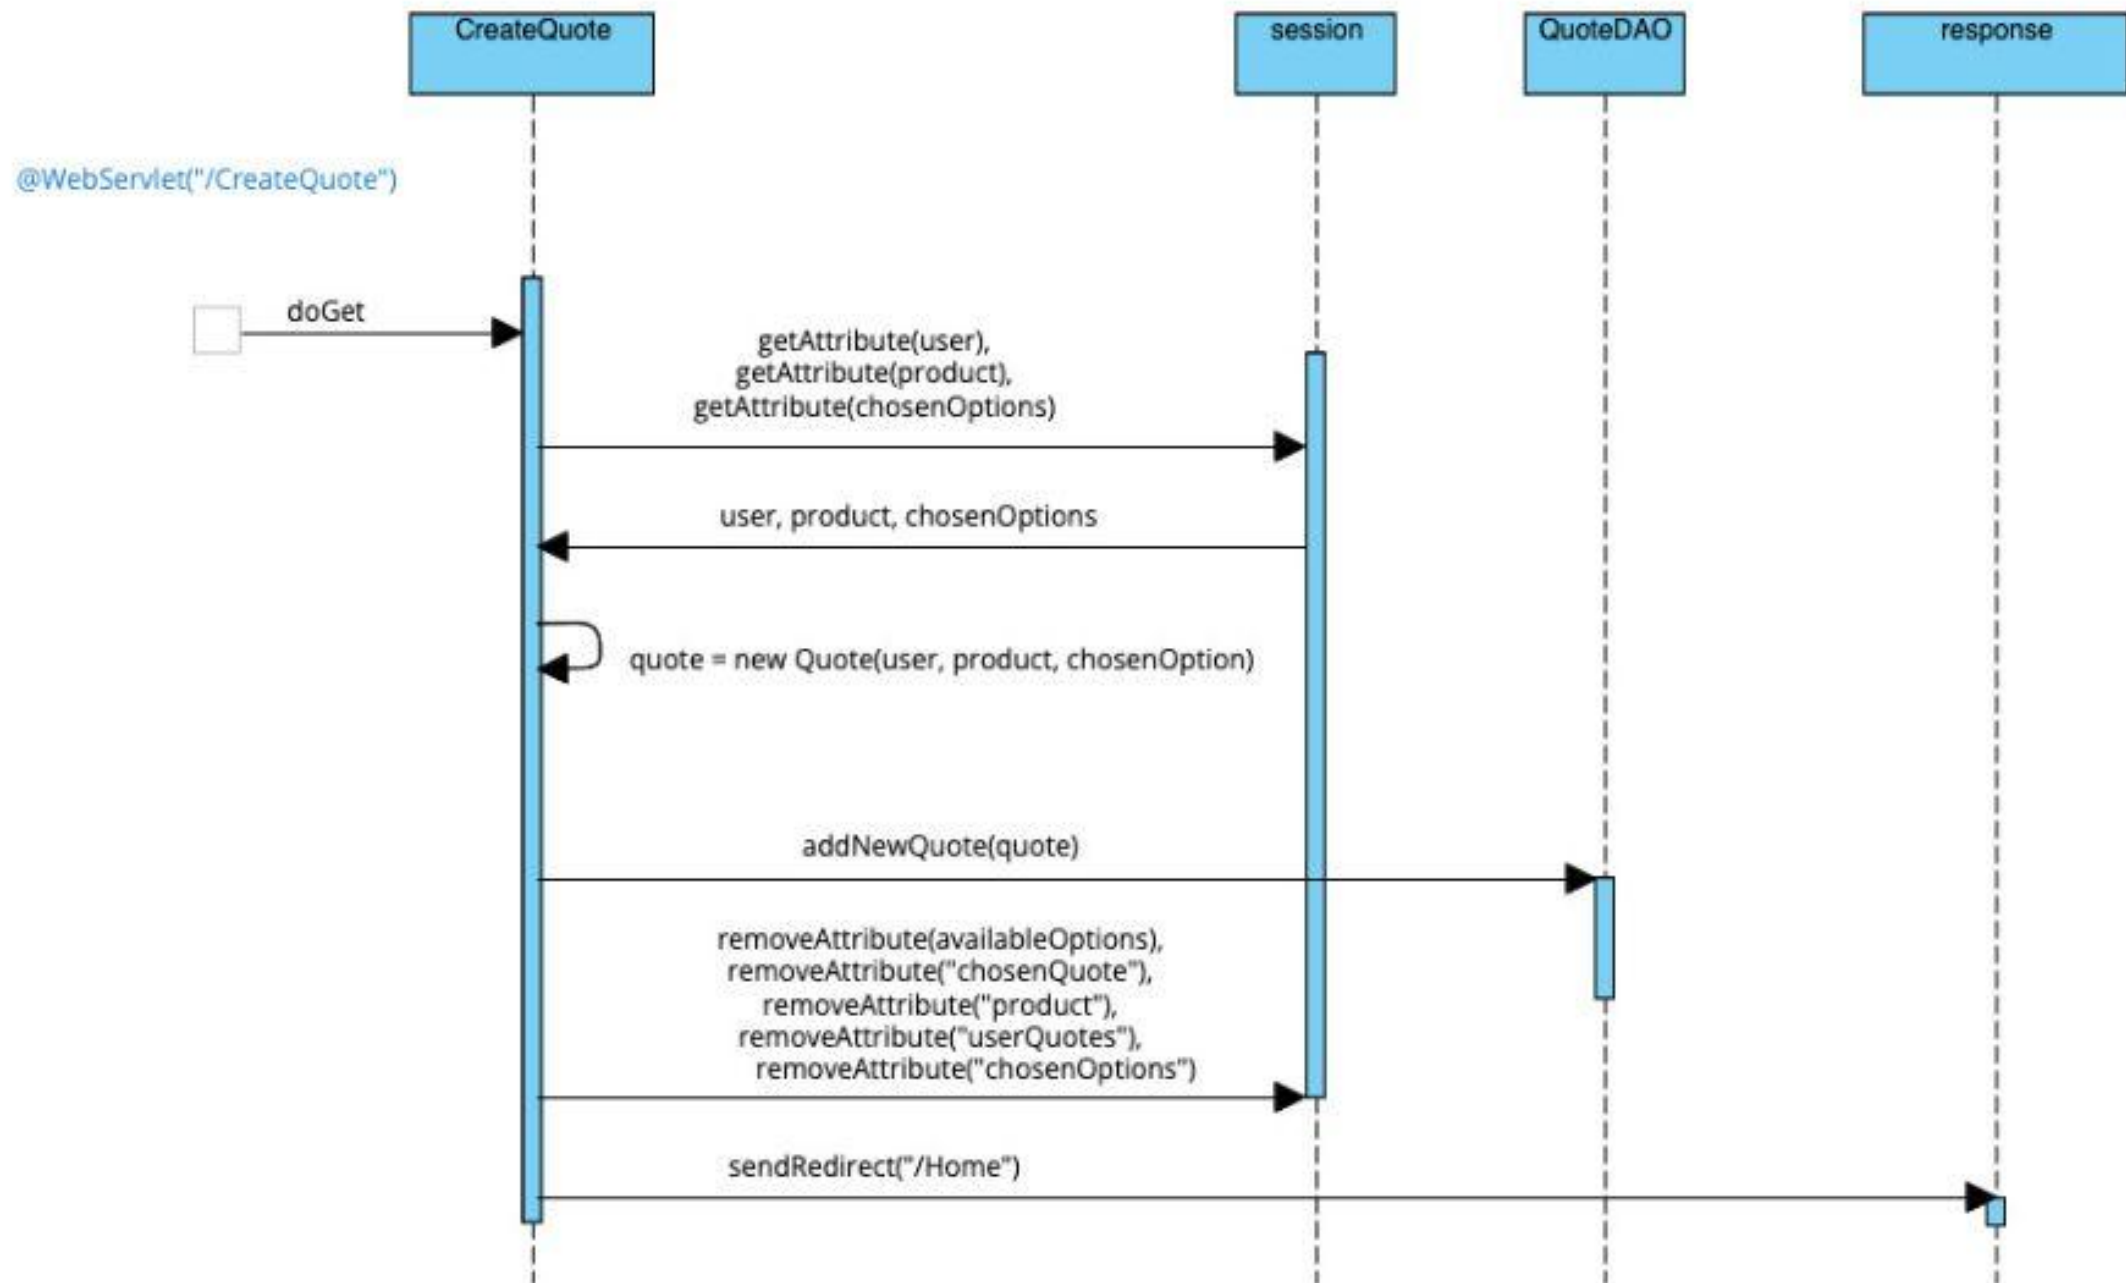 CreateQuote
session
QuoteDAO
response
@WebServlet("/CreateQuote")
doGet
getAttribute(user),
getAttribute(product),
getAttribute(chosenOptions)
user, product, chosenOptions
quote = new Quote(user, product, chosenOption)
addNewQuote(quote)
removeAttribute(availableOptions),
removeAttribute("chosenQuote"),
removeAttribute("product"),
removeAttribute("userQuotes"),
removeAttribute("chosenOptions")
sendRedirect("/Home")